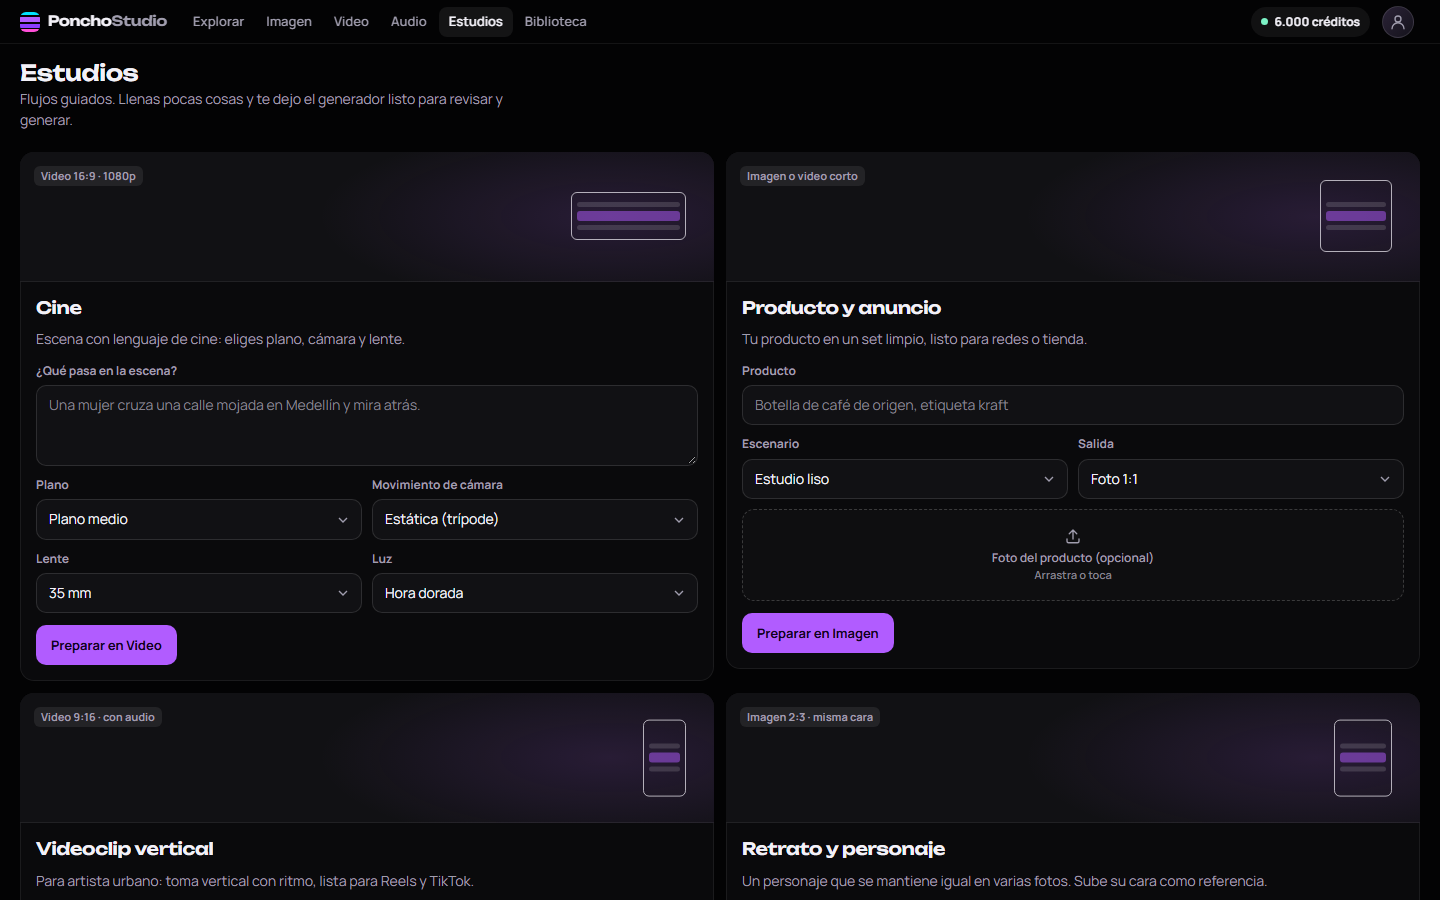 PonchoStudio Explorar Imagen Video Audio Estudios Biblioteca 6.000 créditos
Estudios
Flujos guiados. Llenas pocas cosas y te dejo el generador listo para revisar y
generar.
Video 16:9 · 1080p
Cine
Escena con lenguaje de cine: eliges plano, cámara y lente.
¿Qué pasa en la escena?
Una mujer cruza una calle mojada en Medellín y mira atrás.
Plano Movimiento de cámara
Plano medio Estática (trípode)
Lente Luz
35 mm Hora dorada
Preparar en Video
Imagen o video corto
Producto y anuncio
Tu producto en un set limpio, listo para redes o tienda.
Producto
Botella de café de origen, etiqueta kraft
Escenario Salida
Estudio liso Foto 1:1
Foto del producto (opcional)
Arrastra o toca
Preparar en Imagen
Video 9:16 · con audio
Videoclip vertical
Para artista urbano: toma vertical con ritmo, lista para Reels y TikTok.
Imagen 2:3 · misma cara
Retrato y personaje
Un personaje que se mantiene igual en varias fotos. Sube su cara como referencia.